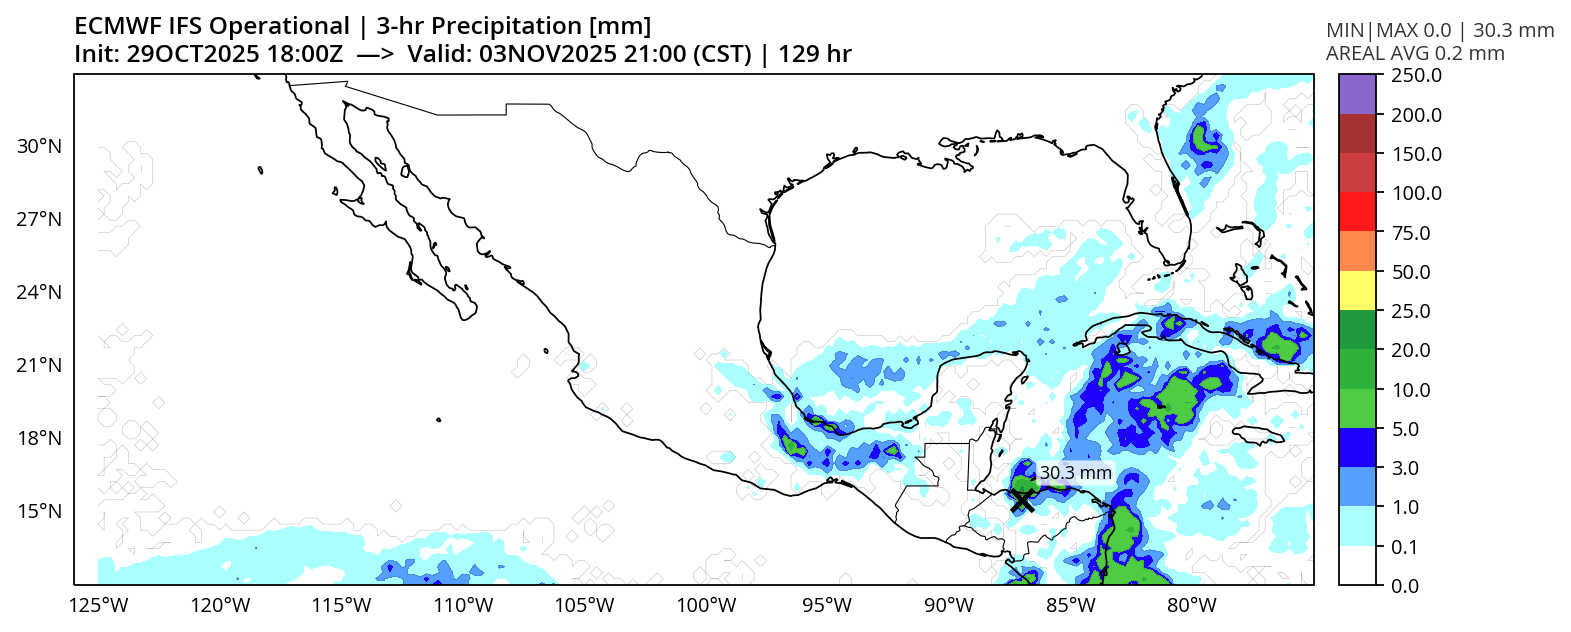 ECMWF IFS Operational | 3-hr Precipitation [mm]
Init: 29OCT2025 18:00Z —> Valid: 03NOV2025 21:00 (CST) | 129 hr
MIN|MAX 0.0 | 30.3 mm
AREAL AVG 0.2 mm
250.0
200.0
150.0
100.0
75.0
50.0
25.0
20.0
10.0
5.0
3.0
1.0
0.1
0.0
30°N
27°N
24°N
21°N
18°N
15°N
30.3 mm
125°W 120°W 115°W 110°W 105°W 100°W 95°W 90°W 85°W 80°W